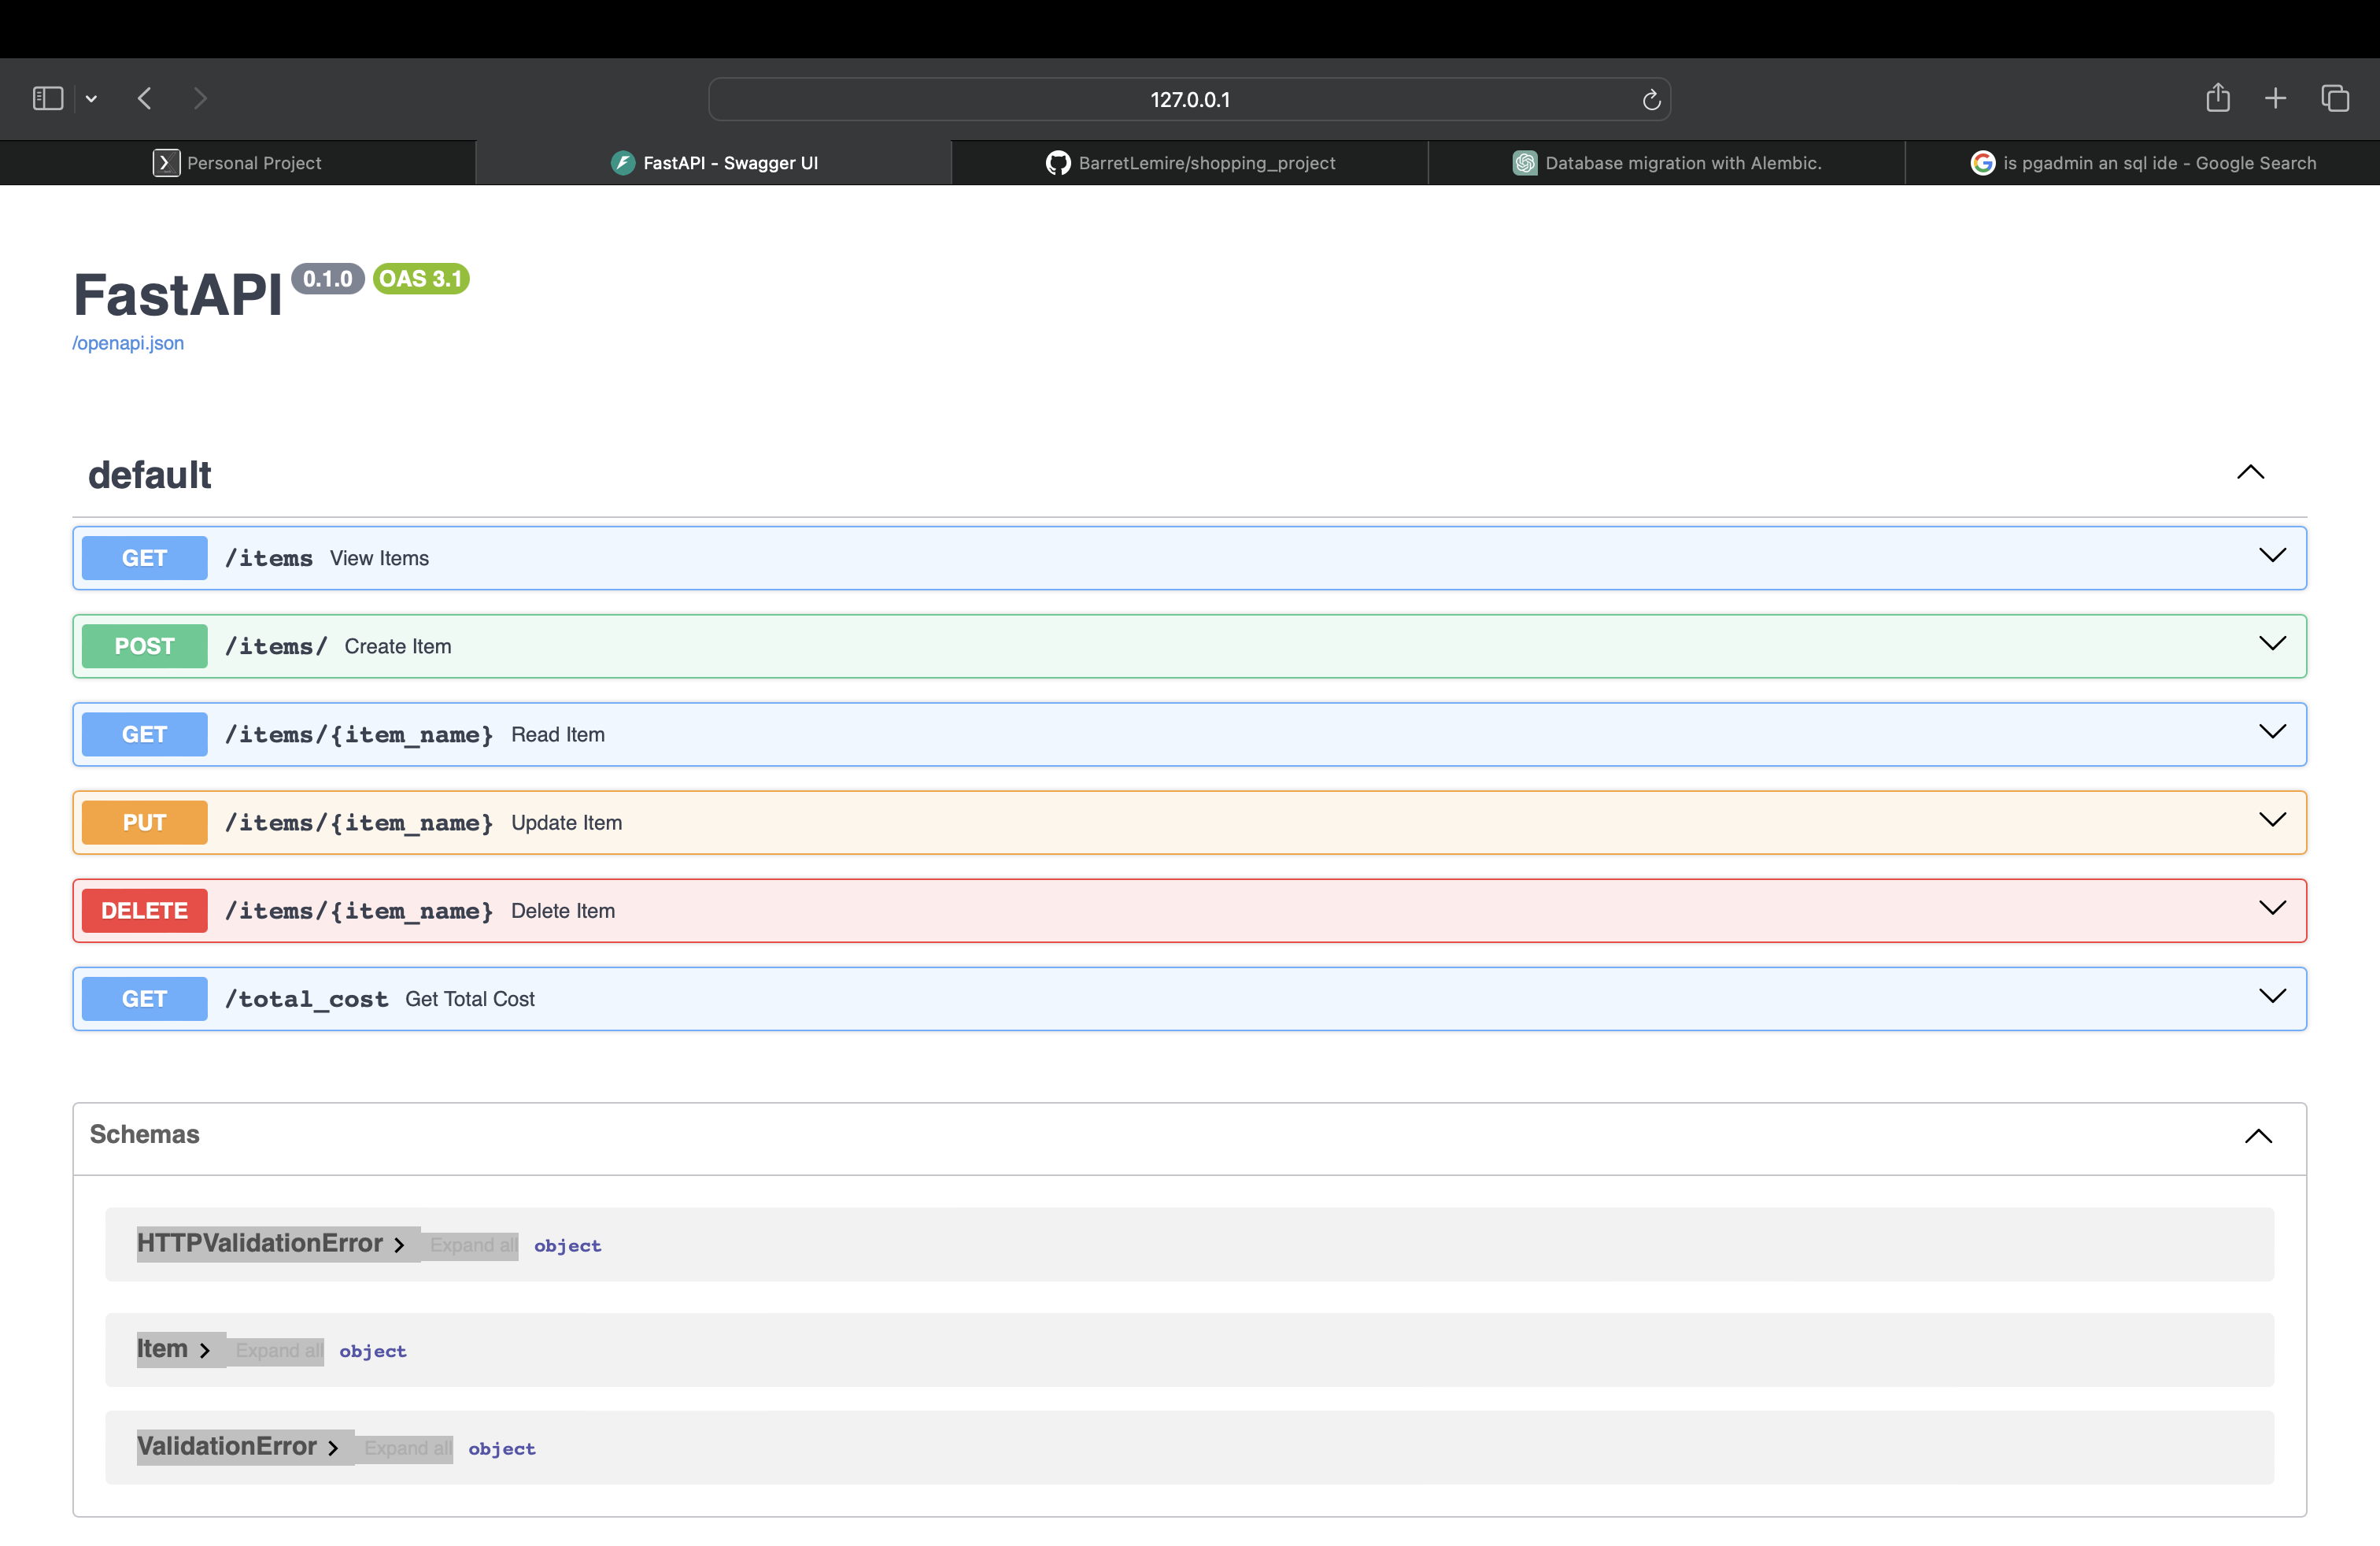 127.0.0.1
Personal Project
FastAPI - Swagger UI
BarretLemire/shopping_project
Database migration with Alembic.
is pgadmin an sql ide - Google Search
FastAPI 0.1.0 OAS 3.1
/openapi.json
default
GET /items View Items
POST /items/ Create Item
GET /items/{item_name} Read Item
PUT /items/{item_name} Update Item
DELETE /items/{item_name} Delete Item
GET /total_cost Get Total Cost
Schemas
HTTPValidationError Expand all object
Item Expand all object
ValidationError Expand all object